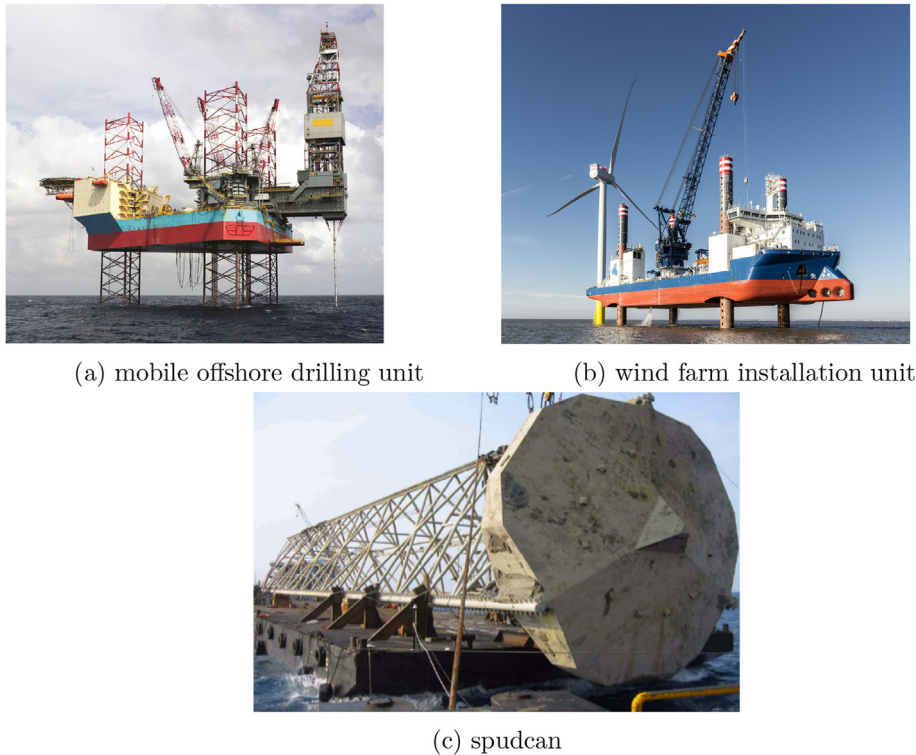 (a) mobile offshore drilling unit
(b) wind farm installation unit
(c) spudcan